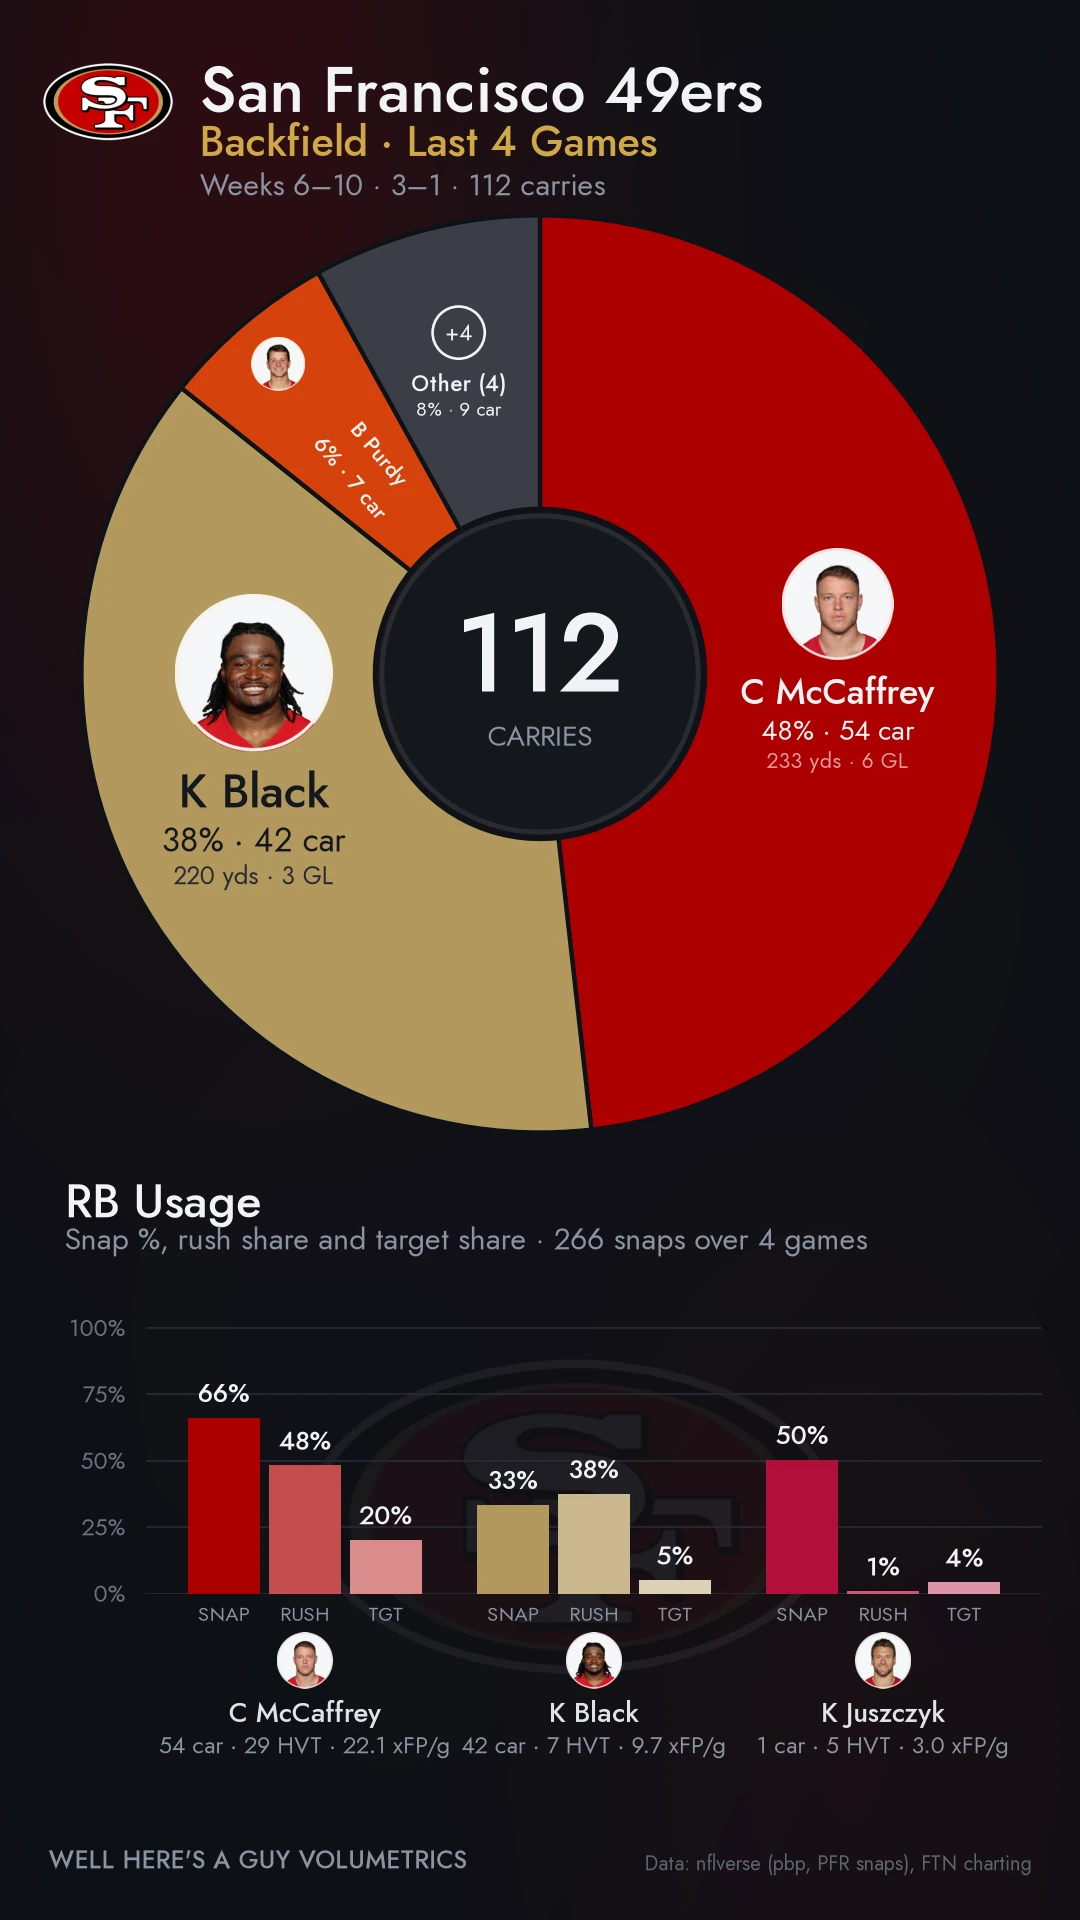 SF
San Francisco 49ers
Backfield · Last 4 Games
Weeks 6–10 · 3–1 · 112 carries
+4
Other (4)
8% · 9 car
B Purdy
6% · 7 car
C McCaffrey
48% · 54 car
233 yds · 6 GL
K Black
38% · 42 car
220 yds · 3 GL
112
CARRIES
RB Usage
Snap %, rush share and target share · 266 snaps over 4 games
100%
75%
50%
25%
0%
66%
48%
20%
33%
38%
5%
50%
1%
4%
SNAP RUSH TGT
SNAP RUSH TGT
SNAP RUSH TGT
C McCaffrey
54 car · 29 HVT · 22.1 xFP/g
K Black
42 car · 7 HVT · 9.7 xFP/g
K Juszczyk
1 car · 5 HVT · 3.0 xFP/g
WELL HERE'S A GUY VOLUMETRICS
Data: nflverse (pbp, PFR snaps), FTN charting